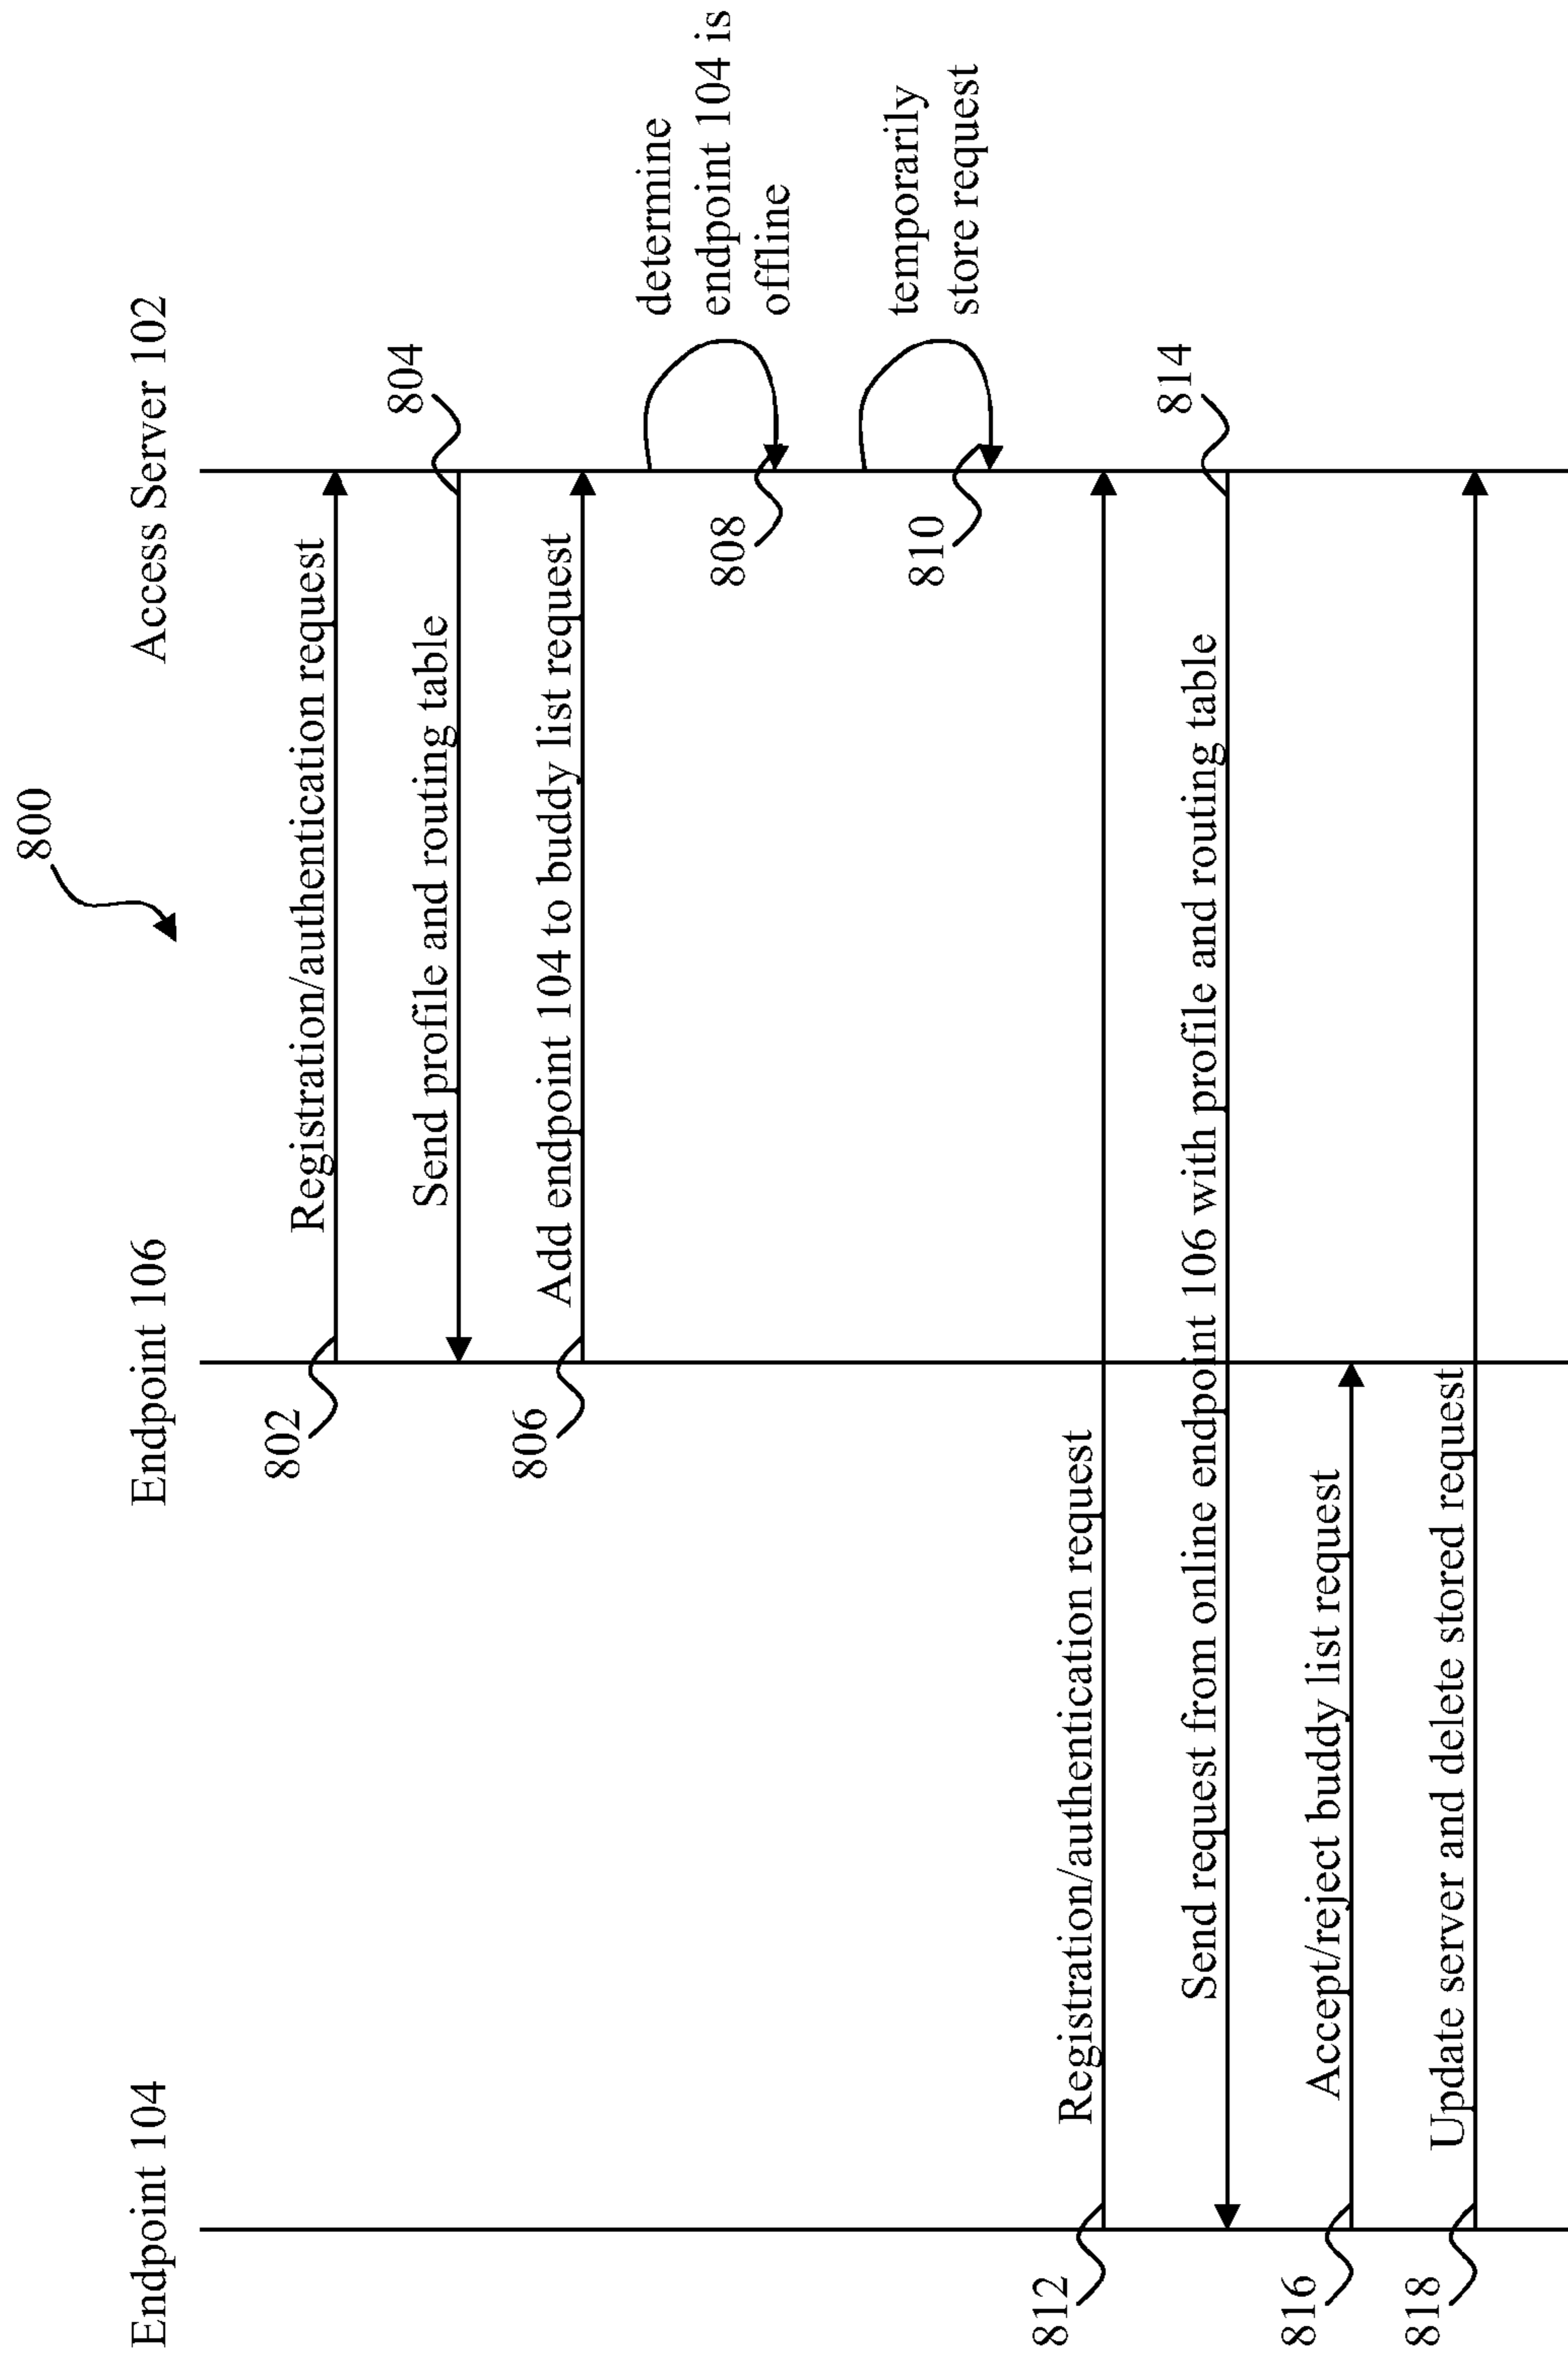 800
Endpoint 104
Endpoint 106
Access Server 102
802
Registration/authentication request
Send profile and routing table
804
806
Add endpoint 104 to buddy list request
determine
endpoint 104 is
offline
808
temporarily
store request
810
812
Registration/authentication request
Send request from online endpoint 106 with profile and routing table
814
816
Accept/reject buddy list request
818
Update server and delete stored request